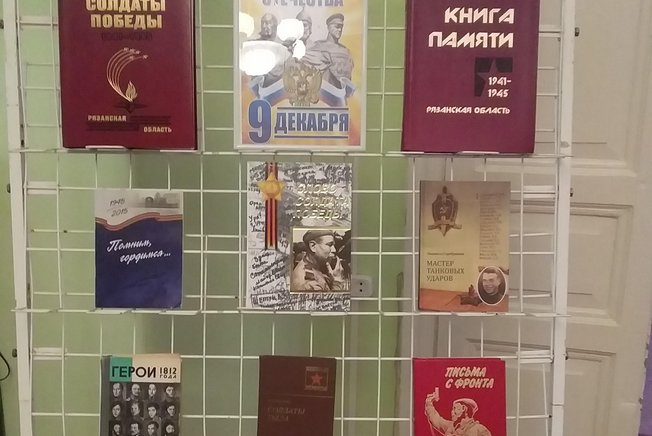 СОЛДАТЫ
ПОБЕДЫ
РЯЗАНСКАЯ ОБЛАСТЬ
ОТЕЧЕСТВА
9 ДЕКАБРЯ
КНИГА
ПАМЯТИ
1941-
1945
РЯЗАНСКАЯ ОБЛАСТЬ
1945
2015
Помним,
гордимся...
СЛОВО
СОЛДАТА
ПОБЕДЫ
МАСТЕР
ТАНКОВЫХ
УДАРОВ
ГЕРОИ 1812
ГОДА
СОЛДАТЫ
ПИСЬМА
С ФРОНТА